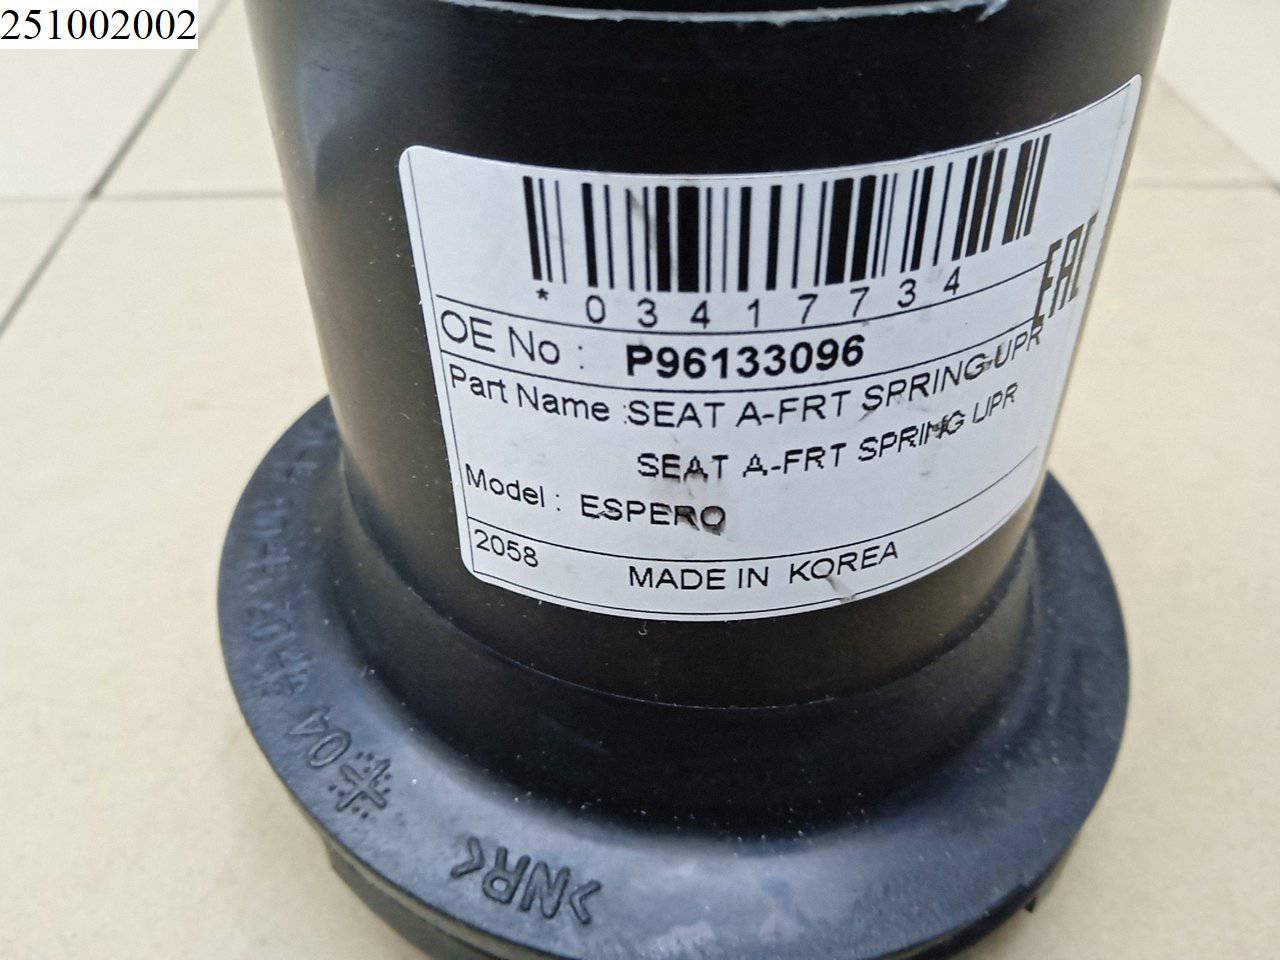 251002002
*03417734
EAC
OE No : P96133096
Part Name :SEAT A-FRT SPRING-UPR
SEAT A-FRT SPRING UPR
Model : ESPERO
2058 MADE IN KOREA
04
>NR<